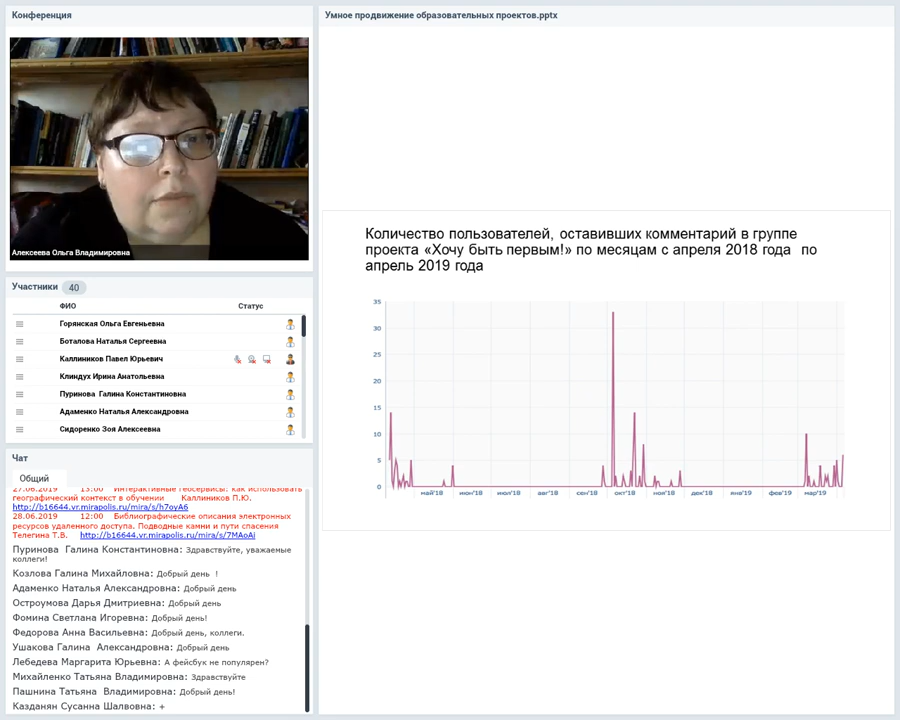 Конференция
Алексеева Ольга Владимировна
Участники 40
ФИО Статус
Горянская Ольга Евгеньевна
Боталова Наталья Сергеевна
Каллиников Павел Юрьевич
Клиндух Ирина Анатольевна
Пуринова Галина Константиновна
Адаменко Наталья Александровна
Сидоренко Зоя Алексеевна
Чат
Общий
27.06.2019 13:00 Интерактивные геосервисы: как использовать
географический контекст в обучении Каллиников П.Ю.
http://b16644.vr.mirapolis.ru/mira/s/h7oyA6
28.06.2019 12:00 Библиографические описания электронных
ресурсов удаленного доступа. Подводные камни и пути спасения
Телегина Т.В. http://b16644.vr.mirapolis.ru/mira/s/7MAoAi
Пуринова Галина Константиновна: Здравствуйте, уважаемые
коллеги!
Козлова Галина Михайловна: Добрый день !
Адаменко Наталья Александровна: Добрый день
Остроумова Дарья Дмитриевна: Добрый день
Фомина Светлана Игоревна: Добрый день!
Федорова Анна Васильевна: Добрый день, коллеги.
Ушакова Галина Александровна: Добрый день
Лебедева Маргарита Юрьевна: А фейсбук не популярен?
Михайленко Татьяна Владимировна: Здравствуйте
Пашнина Татьяна Владимировна: Добрый день!
Казданян Сусанна Шалвовна: +
Умное продвижение образовательных проектов.pptx
Количество пользователей, оставивших комментарий в группе
проекта «Хочу быть первым!» по месяцам с апреля 2018 года по
апрель 2019 года
35
30
25
20
15
10
5
0
май'18 июн'18 июл'18 авг'18 сен'18 окт'18 ноя'18 дек'18 янв'19 фев'19 мар'19